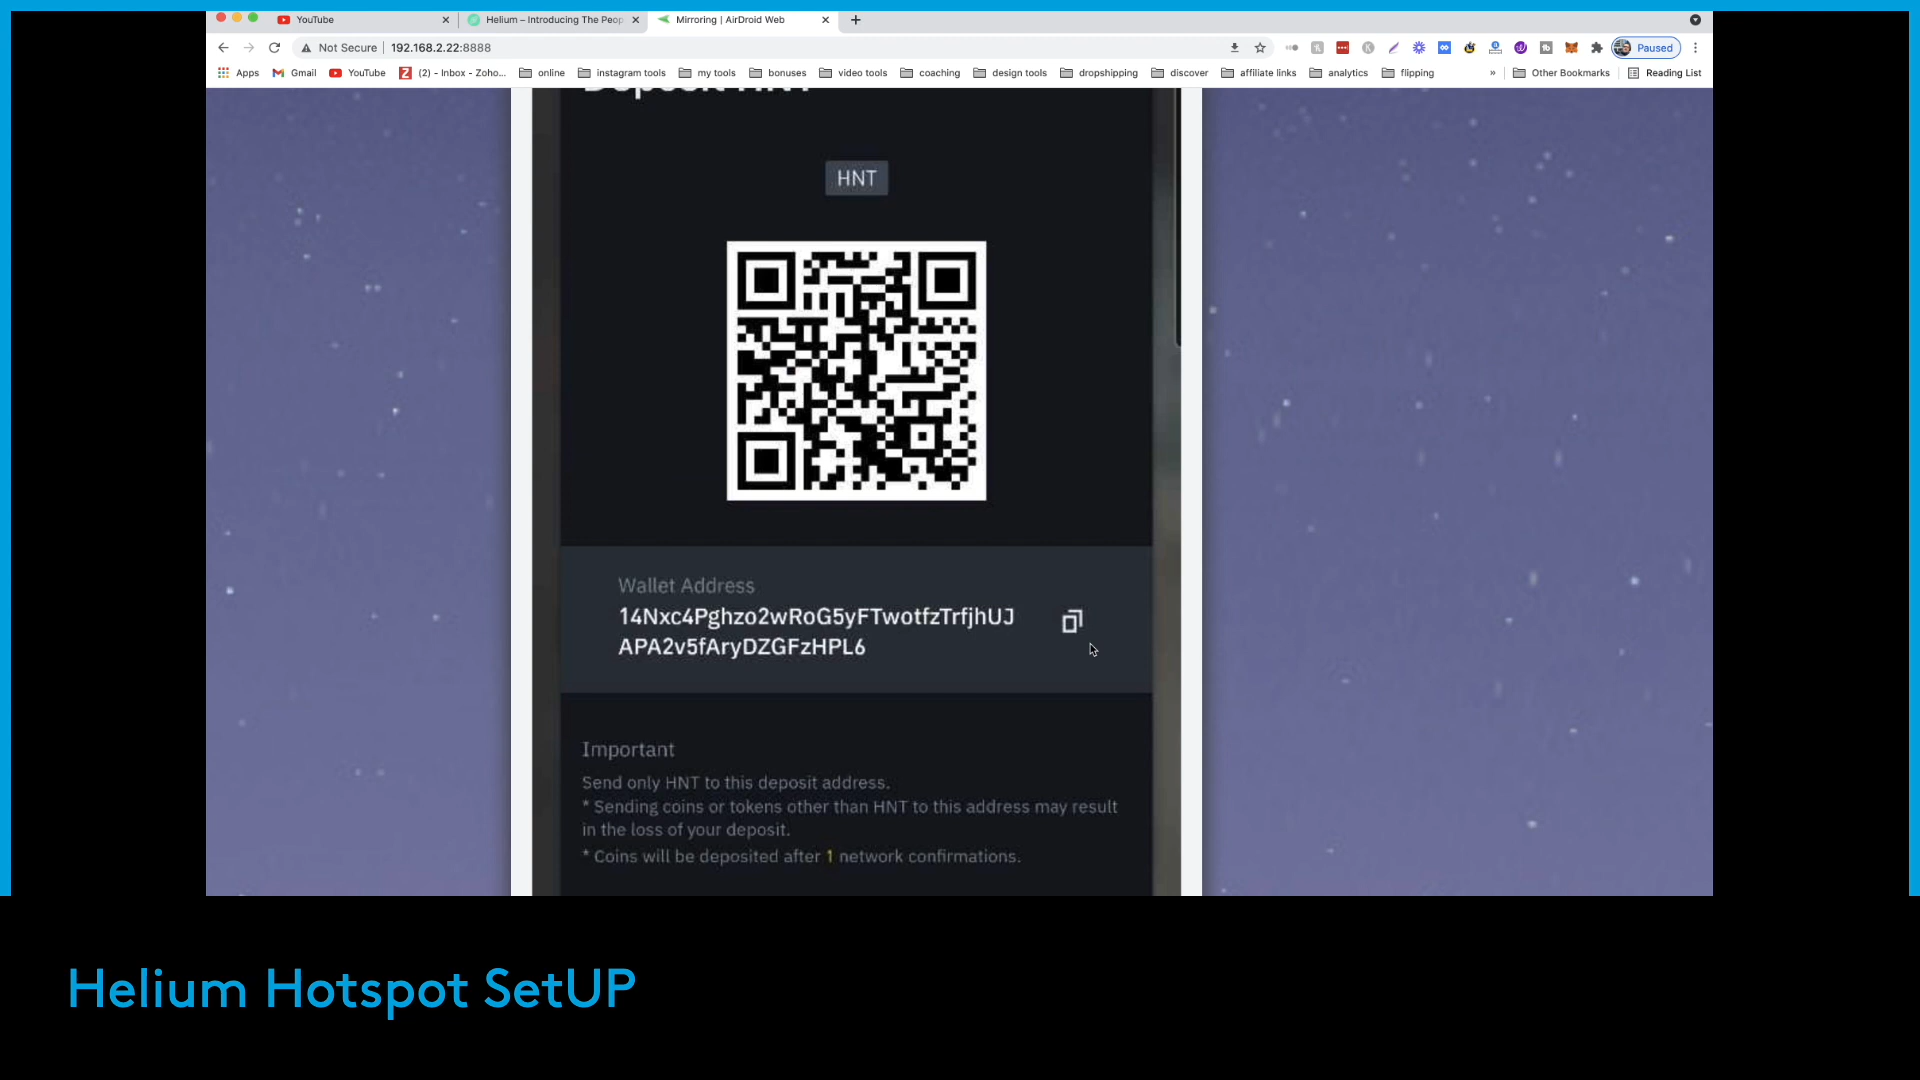 YouTube
Helium – Introducing The Peop
Mirroring | AirDroid Web
Not Secure
192.168.2.22:8888
Paused
Apps
Gmail
YouTube
(2) - Inbox - Zoho...
online
instagram tools
my tools
bonuses
video tools
coaching
design tools
dropshipping
discover
affiliate links
analytics
flipping
»
Other Bookmarks
Reading List
Deposit HNT
HNT
Wallet Address
14Nxc4Pghzo2wRoG5yFTwotfzTrfjhUJ
APA2v5fAryDZGFzHPL6
Important
Send only HNT to this deposit address.
* Sending coins or tokens other than HNT to this address may result
in the loss of your deposit.
* Coins will be deposited after 1 network confirmations.
Helium Hotspot SetUP